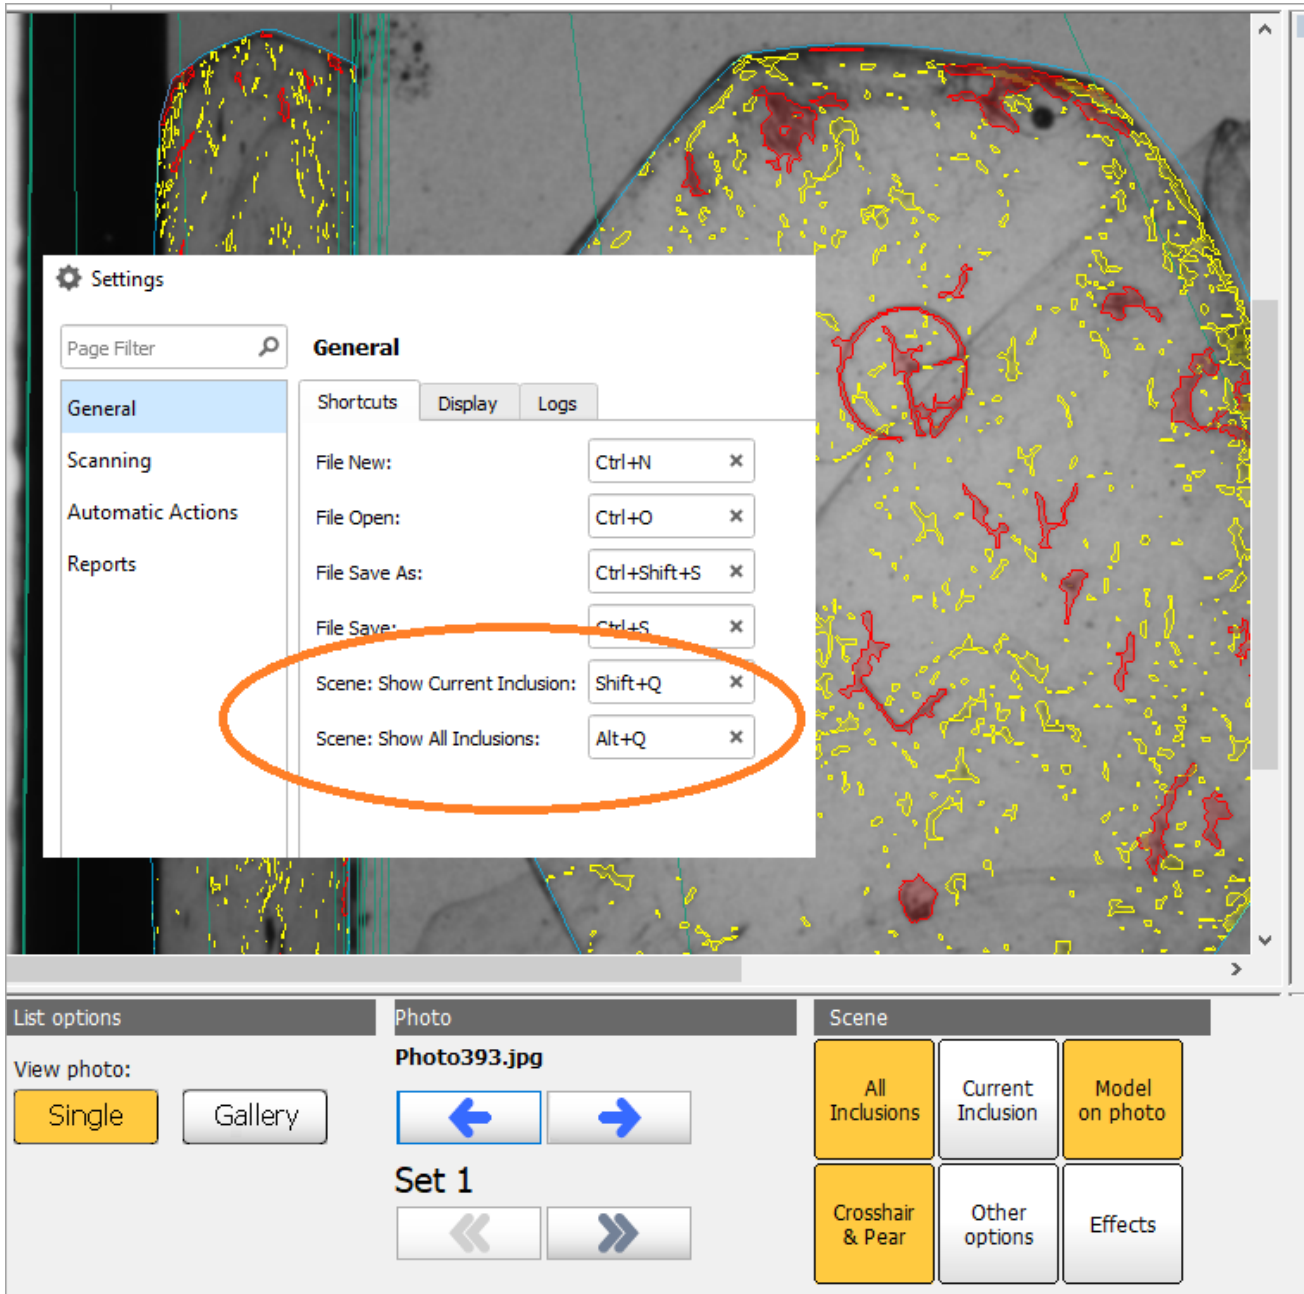 Settings
Page Filter
General
Scanning
Automatic Actions
Reports
General
Shortcuts Display Logs
File New: Ctrl+N
File Open: Ctrl+O
File Save As: Ctrl+Shift+S
File Save: Ctrl+S
Scene: Show Current Inclusion: Shift+Q
Scene: Show All Indusions: Alt+Q
List options
View photo:
Single Gallery
Photo
Photo393.jpg
Set 1
Scene
All
Inclusions
Current
Inclusion
Model
on photo
Crosshair
& Pear
Other
options
Effects